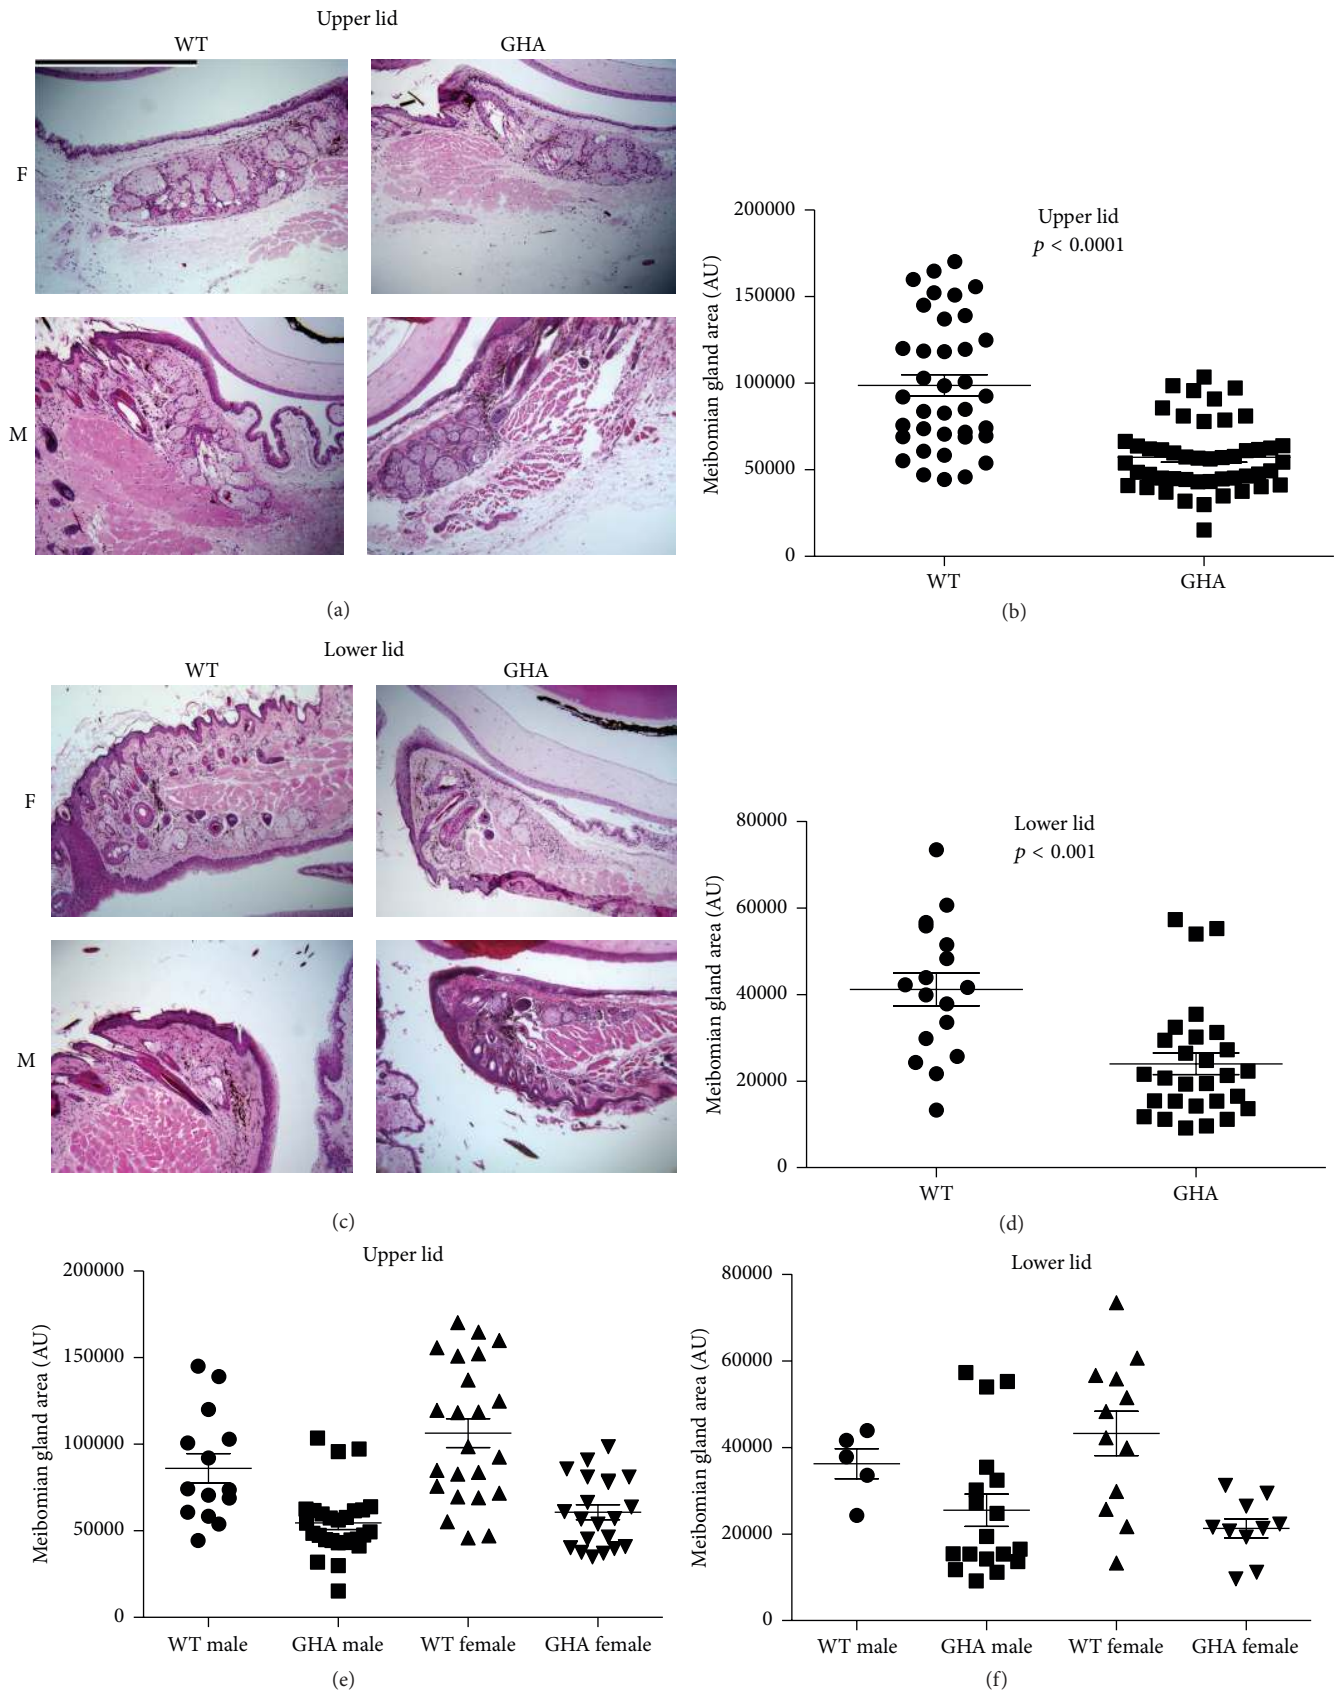 Upper lid
WT
GHA
F
M
(a)
Meibomian gland area (AU)
200000
150000
100000
50000
0
Upper lid
p < 0.0001
WT
GHA
(b)
Lower lid
WT
GHA
F
M
(c)
Meibomian gland area (AU)
80000
60000
40000
20000
0
Lower lid
p < 0.001
WT
GHA
(d)
Upper lid
Meibomian gland area (AU)
200000
150000
100000
50000
0
WT male
GHA male
WT female
GHA female
(e)
Lower lid
Meibomian gland area (AU)
80000
60000
40000
20000
0
WT male
GHA male
WT female
GHA female
(f)